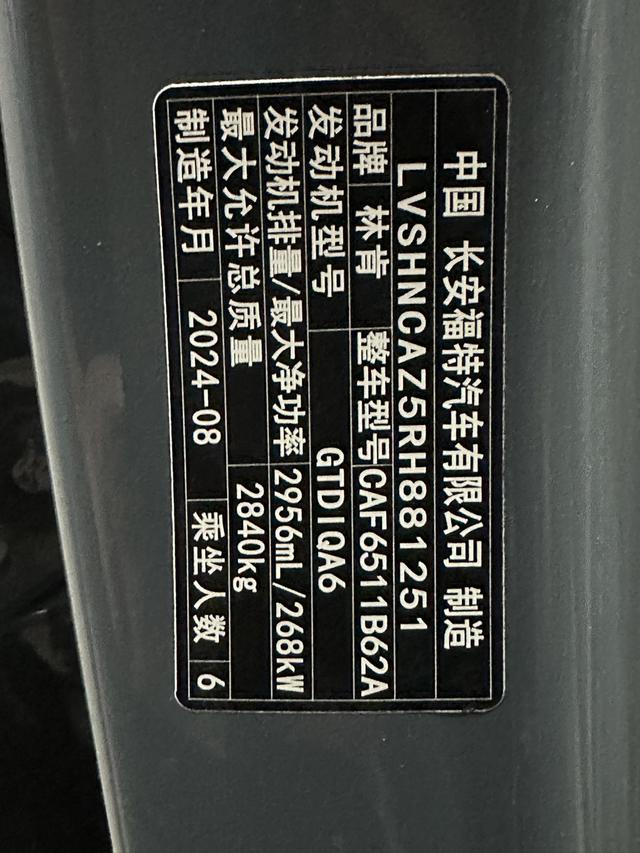 中国 长安福特汽车有限公司 制造
LVSHNCAZ5RH881251
品牌 林肯 整车型号 CAF6511B62A
发动机型号 GTDIQA6
发动机排量/最大净功率 2956mL/268kW
最大允许总质量 2840kg
制造年月 2024-08 乘坐人数 6